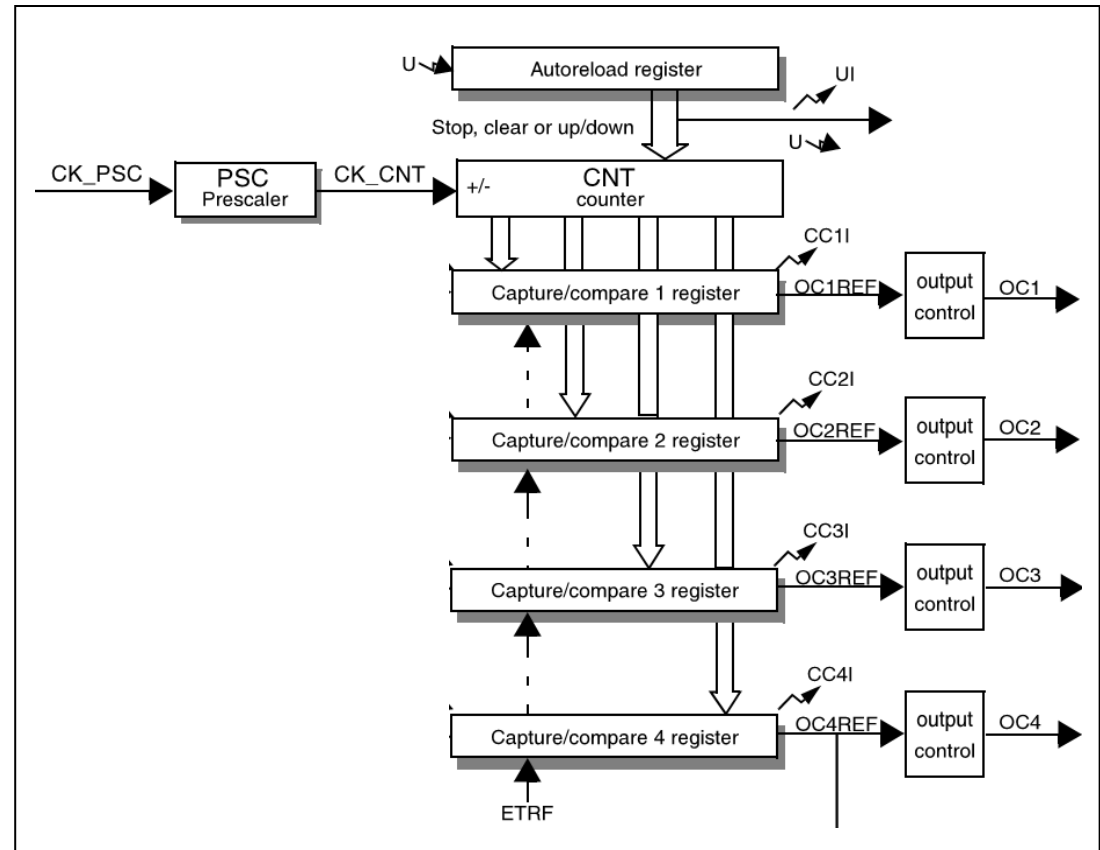 U
Autoreload register
UI
Stop, clear or up/down
U
CK_PSC
PSC
Prescaler
CK_CNT
+/-
CNT
counter
CC1I
Capture/compare 1 register
OC1REF
output
control
OC1
CC2I
Capture/compare 2 register
OC2REF
output
control
OC2
CC3I
Capture/compare 3 register
OC3REF
output
control
OC3
CC4I
Capture/compare 4 register
OC4REF
output
control
OC4
ETRF